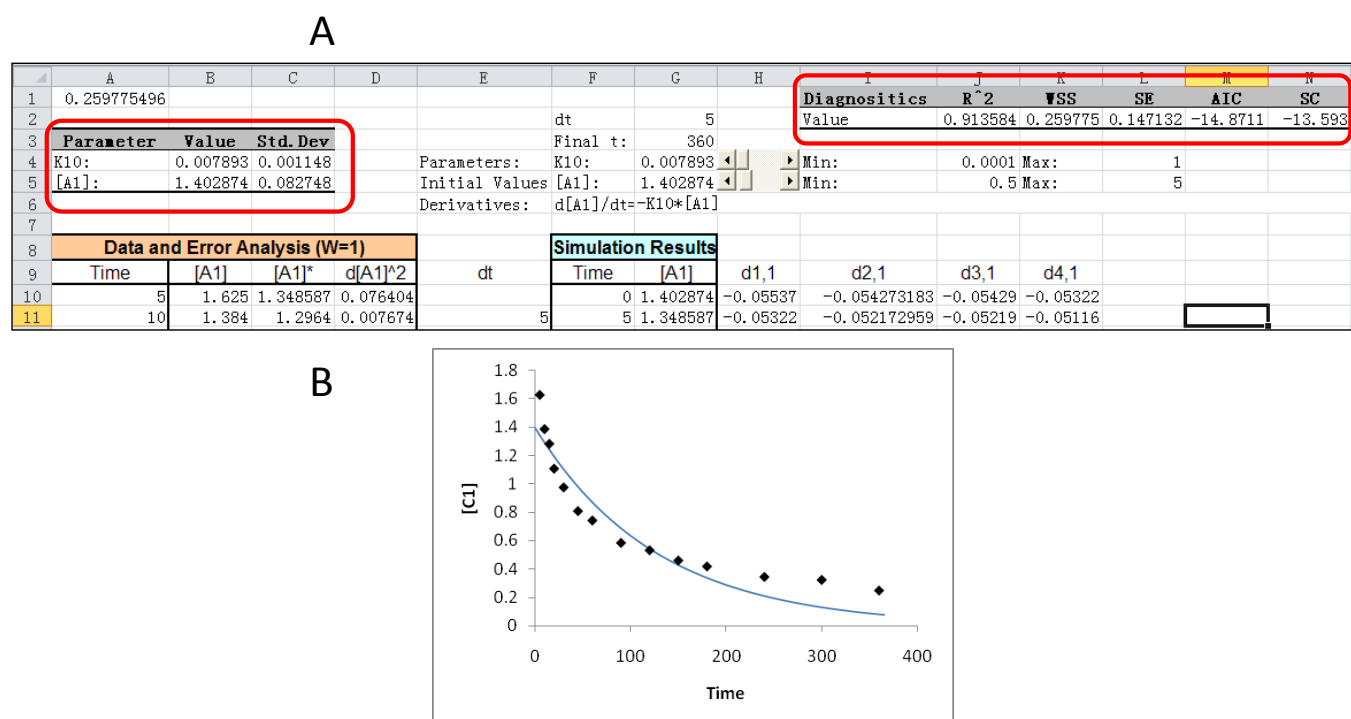 A
A B C D E F G H I J K L M N
1 0.259775496 Diagnositics R^2 WSS SE AIC SC
2 dt 5 Value 0.913584 0.259775 0.147132 -14.8711 -13.593
3 Parameter Value Std.Dev Final t: 360
4 K10: 0.007893 0.001148 Parameters: K10: 0.007893 Min: 0.0001 Max: 1
5 [A1]: 1.402874 0.082748 Initial Values [A1]: 1.402874 Min: 0.5 Max: 5
6 Derivatives: d[A1]/dt=-K10*[A1]
7
8 Data and Error Analysis (W=1) Simulation Results
9 Time [A1] [A1]* d[A1]^2 dt Time [A1] d1,1 d2,1 d3,1 d4,1
10 5 1.625 1.348587 0.076404 0 1.402874 -0.05537 -0.054273183 -0.05429 -0.05322
11 10 1.384 1.2964 0.007674 5 5 1.348587 -0.05322 -0.052172959 -0.05219 -0.05116
B
1.8
1.6
1.4
1.2
1
0.8
0.6
0.4
0.2
0
[C1]
0 100 200 300 400
Time